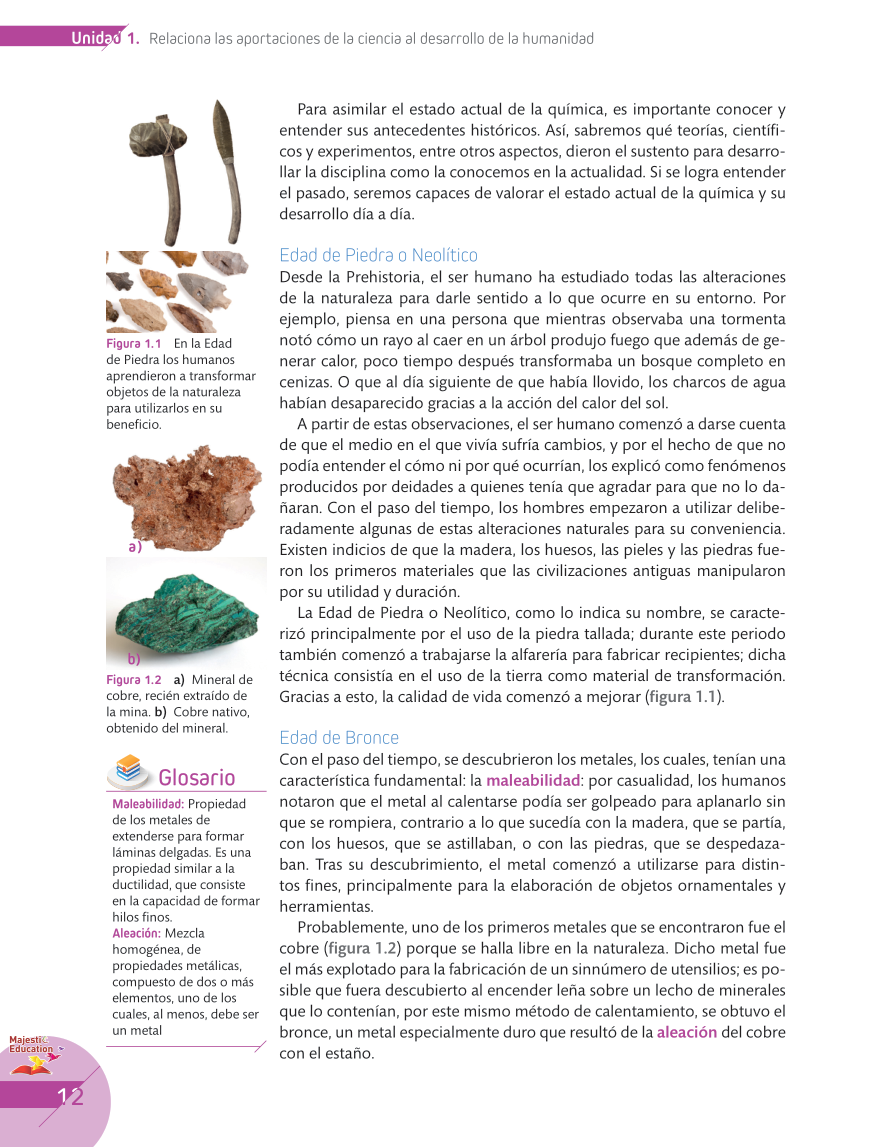 Unidad 1. Relaciona las aportaciones de la ciencia al desarrollo de la humanidad
Para asimilar el estado actual de la química, es importante conocer y
entender sus antecedentes históricos. Así, sabremos qué teorías, científi-
cos y experimentos, entre otros aspectos, dieron el sustento para desarro-
llar la disciplina como la conocemos en la actualidad. Si se logra entender
el pasado, seremos capaces de valorar el estado actual de la química y su
desarrollo día a día.
Edad de Piedra o Neolítico
Desde la Prehistoria, el ser humano ha estudiado todas las alteraciones
de la naturaleza para darle sentido a lo que ocurre en su entorno. Por
ejemplo, piensa en una persona que mientras observaba una tormenta
notó cómo un rayo al caer en un árbol produjo fuego que además de ge-
nerar calor, poco tiempo después transformaba un bosque completo en
cenizas. O que al día siguiente de que había llovido, los charcos de agua
habían desaparecido gracias a la acción del calor del sol.
A partir de estas observaciones, el ser humano comenzó a darse cuenta
de que el medio en el que vivía sufría cambios, y por el hecho de que no
podía entender el cómo ni por qué ocurrían, los explicó como fenómenos
producidos por deidades a quienes tenía que agradar para que no lo da-
ñaran. Con el paso del tiempo, los hombres empezaron a utilizar delibe-
radamente algunas de estas alteraciones naturales para su conveniencia.
Existen indicios de que la madera, los huesos, las pieles y las piedras fue-
ron los primeros materiales que las civilizaciones antiguas manipularon
por su utilidad y duración.
La Edad de Piedra o Neolítico, como lo indica su nombre, se caracte-
rizó principalmente por el uso de la piedra tallada; durante este periodo
también comenzó a trabajarse la alfarería para fabricar recipientes; dicha
técnica consistía en el uso de la tierra como material de transformación.
Gracias a esto, la calidad de vida comenzó a mejorar (figura 1.1).
Edad de Bronce
Con el paso del tiempo, se descubrieron los metales, los cuales, tenían una
característica fundamental: la maleabilidad: por casualidad, los humanos
notaron que el metal al calentarse podía ser golpeado para aplanarlo sin
que se rompiera, contrario a lo que sucedía con la madera, que se partía,
con los huesos, que se astillaban, o con las piedras, que se despedaza-
ban. Tras su descubrimiento, el metal comenzó a utilizarse para distin-
tos fines, principalmente para la elaboración de objetos ornamentales y
herramientas.
Probablemente, uno de los primeros metales que se encontraron fue el
cobre (figura 1.2) porque se halla libre en la naturaleza. Dicho metal fue
el más explotado para la fabricación de un sinnúmero de utensilios; es po-
sible que fuera descubierto al encender leña sobre un lecho de minerales
que lo contenían, por este mismo método de calentamiento, se obtuvo el
bronce, un metal especialmente duro que resultó de la aleación del cobre
con el estaño.
Figura 1.1 En la Edad
de Piedra los humanos
aprendieron a transformar
objetos de la naturaleza
para utilizarlos en su
beneficio.
a)
b)
Figura 1.2 a) Mineral de
cobre, recién extraído de
la mina. b) Cobre nativo,
obtenido del mineral.
Glosario
Maleabilidad: Propiedad
de los metales de
extenderse para formar
láminas delgadas. Es una
propiedad similar a la
ductilidad, que consiste
en la capacidad de formar
hilos finos.
Aleación: Mezcla
homogénea, de
propiedades metálicas,
compuesto de dos o más
elementos, uno de los
cuales, al menos, debe ser
un metal
Majestic
Education
12